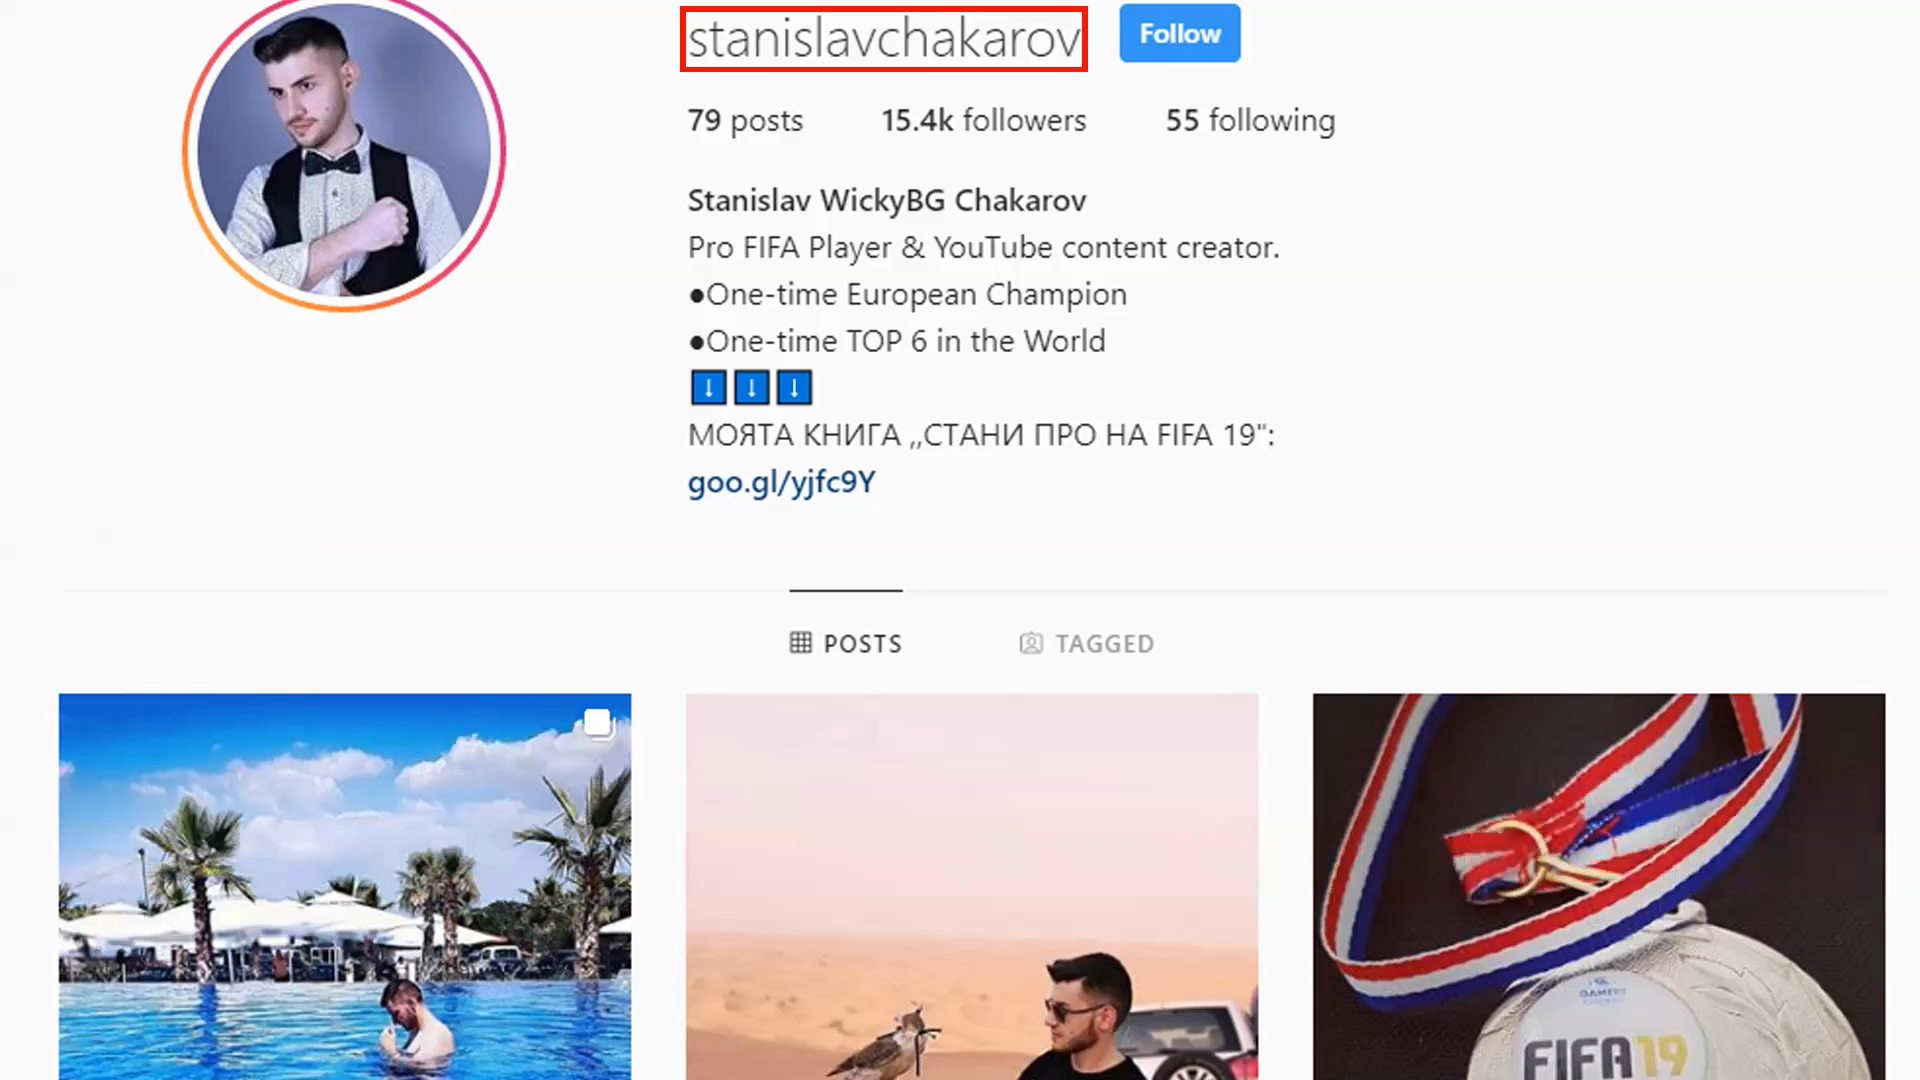 stanislavchakarov Follow
79 posts 15.4k followers 55 following
Stanislav WickyBG Chakarov
Pro FIFA Player & YouTube content creator.
●One-time European Champion
●One-time TOP 6 in the World
⬇️⬇️⬇️
МОЯТА КНИГА ,,СТАНИ ПРО НА FIFA 19":
goo.gl/yjfc9Y
POSTS TAGGED
GAMERS
FIFA19